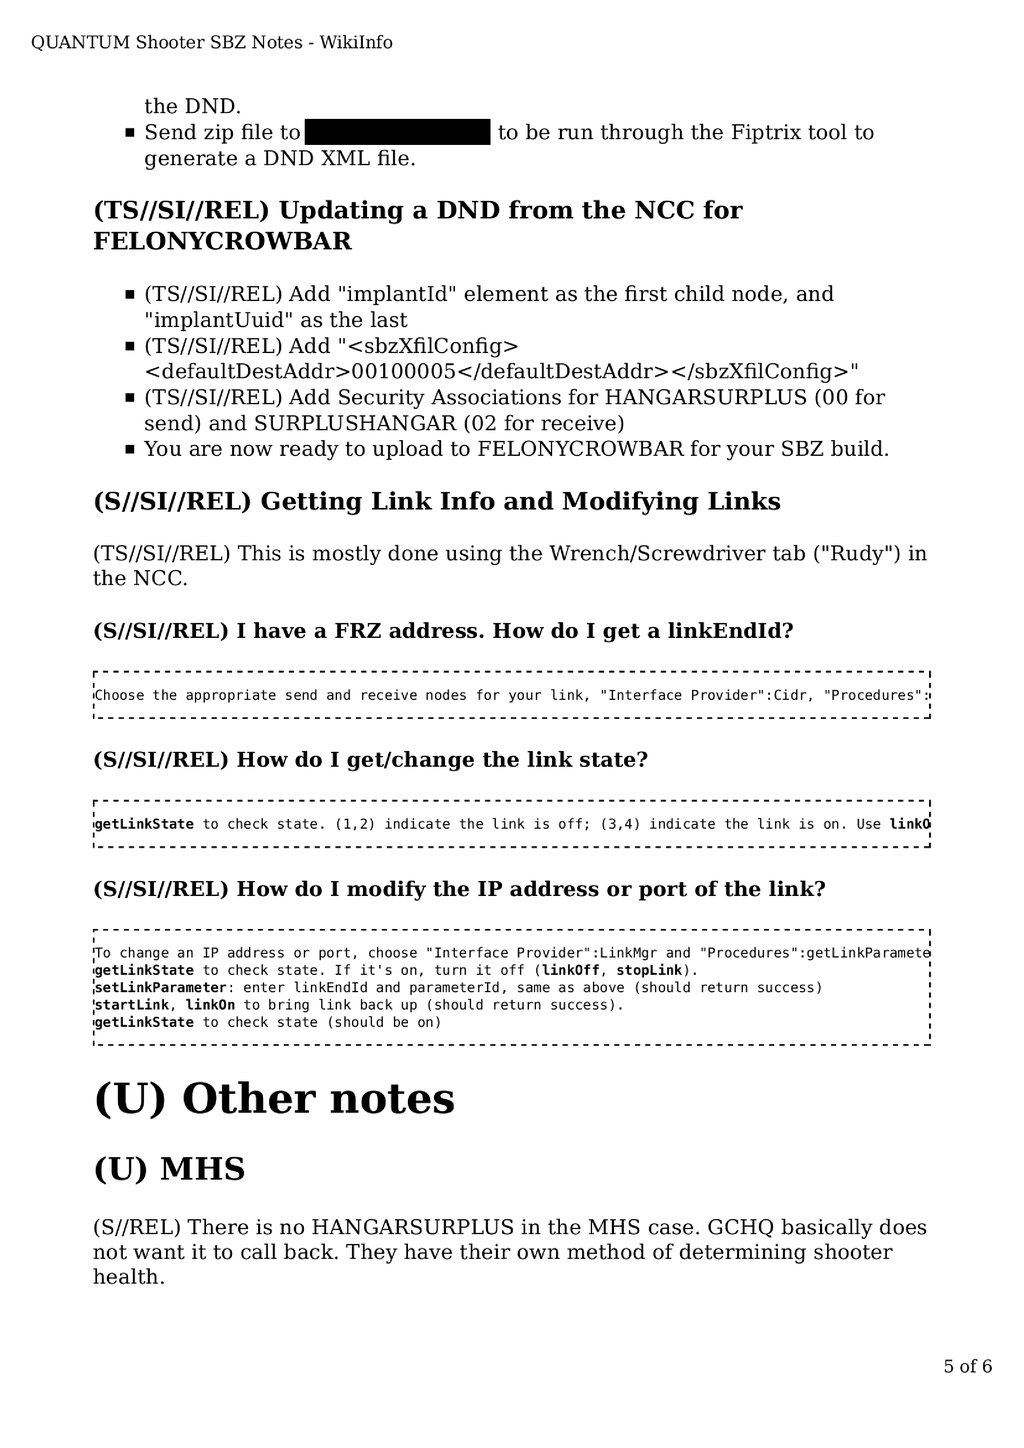 QUANTUM Shooter SBZ Notes - WikiInfo
the DND.
▪ Send zip file to to be run through the Fiptrix tool to
generate a DND XML file.
(TS//SI//REL) Updating a DND from the NCC for
FELONYCROWBAR
▪ (TS//SI//REL) Add "implantId" element as the first child node, and
"implantUuid" as the last
▪ (TS//SI//REL) Add "<sbzXfilConfig>
<defaultDestAddr>00100005</defaultDestAddr></sbzXfilConfig>"
▪ (TS//SI//REL) Add Security Associations for HANGARSURPLUS (00 for
send) and SURPLUSHANGAR (02 for receive)
▪ You are now ready to upload to FELONYCROWBAR for your SBZ build.
(S//SI//REL) Getting Link Info and Modifying Links
(TS//SI//REL) This is mostly done using the Wrench/Screwdriver tab ("Rudy") in
the NCC.
(S//SI//REL) I have a FRZ address. How do I get a linkEndId?
Choose the appropriate send and receive nodes for your link, "Interface Provider":Cidr, "Procedures":
(S//SI//REL) How do I get/change the link state?
getLinkState to check state. (1,2) indicate the link is off; (3,4) indicate the link is on. Use linkO
(S//SI//REL) How do I modify the IP address or port of the link?
To change an IP address or port, choose "Interface Provider":LinkMgr and "Procedures":getLinkParamete
getLinkState to check state. If it's on, turn it off (linkOff, stopLink).
setLinkParameter: enter linkEndId and parameterId, same as above (should return success)
startLink, linkOn to bring link back up (should return success).
getLinkState to check state (should be on)
(U) Other notes
(U) MHS
(S//REL) There is no HANGARSURPLUS in the MHS case. GCHQ basically does
not want it to call back. They have their own method of determining shooter
health.
5 of 6